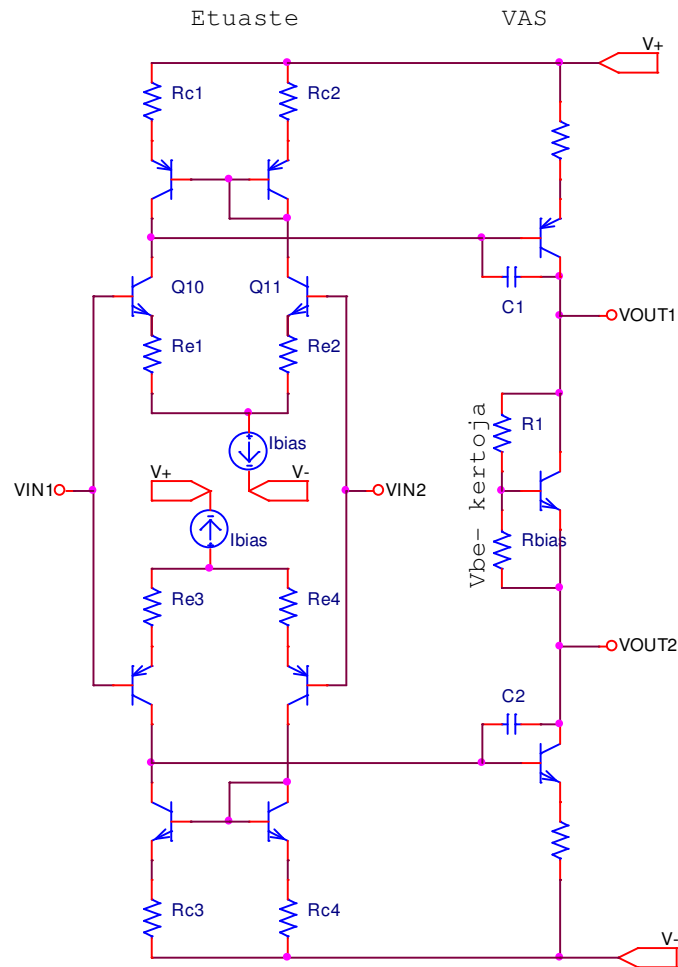 Etuaste VAS
V+
Rc1 Rc2
Q10 Q11
C1
VOUT1
Re1 Re2
R1
Ibias
V+ V-
VIN1 VIN2
Vbe- kertoja
Ibias
Rbias
Re3 Re4
VOUT2
C2
Rc3 Rc4
V-